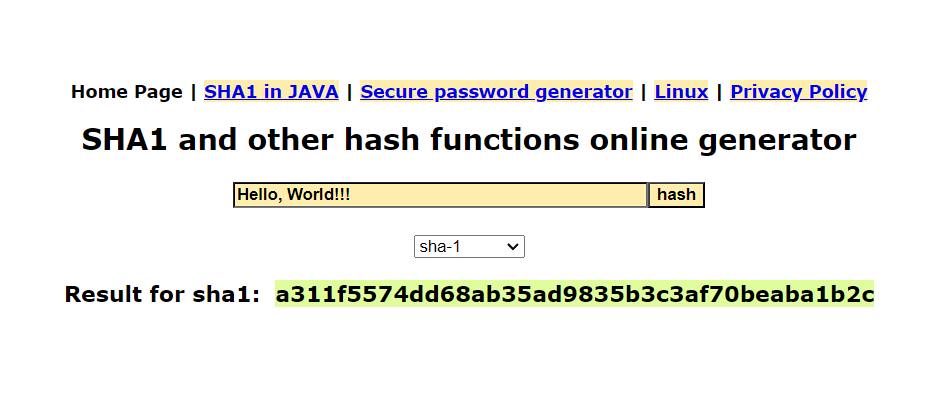 Home Page | SHA1 in JAVA | Secure password generator | Linux | Privacy Policy
SHA1 and other hash functions online generator
Hello, World!!! hash
sha-1
Result for sha1: a311f5574dd68ab35ad9835b3c3af70beaba1b2c